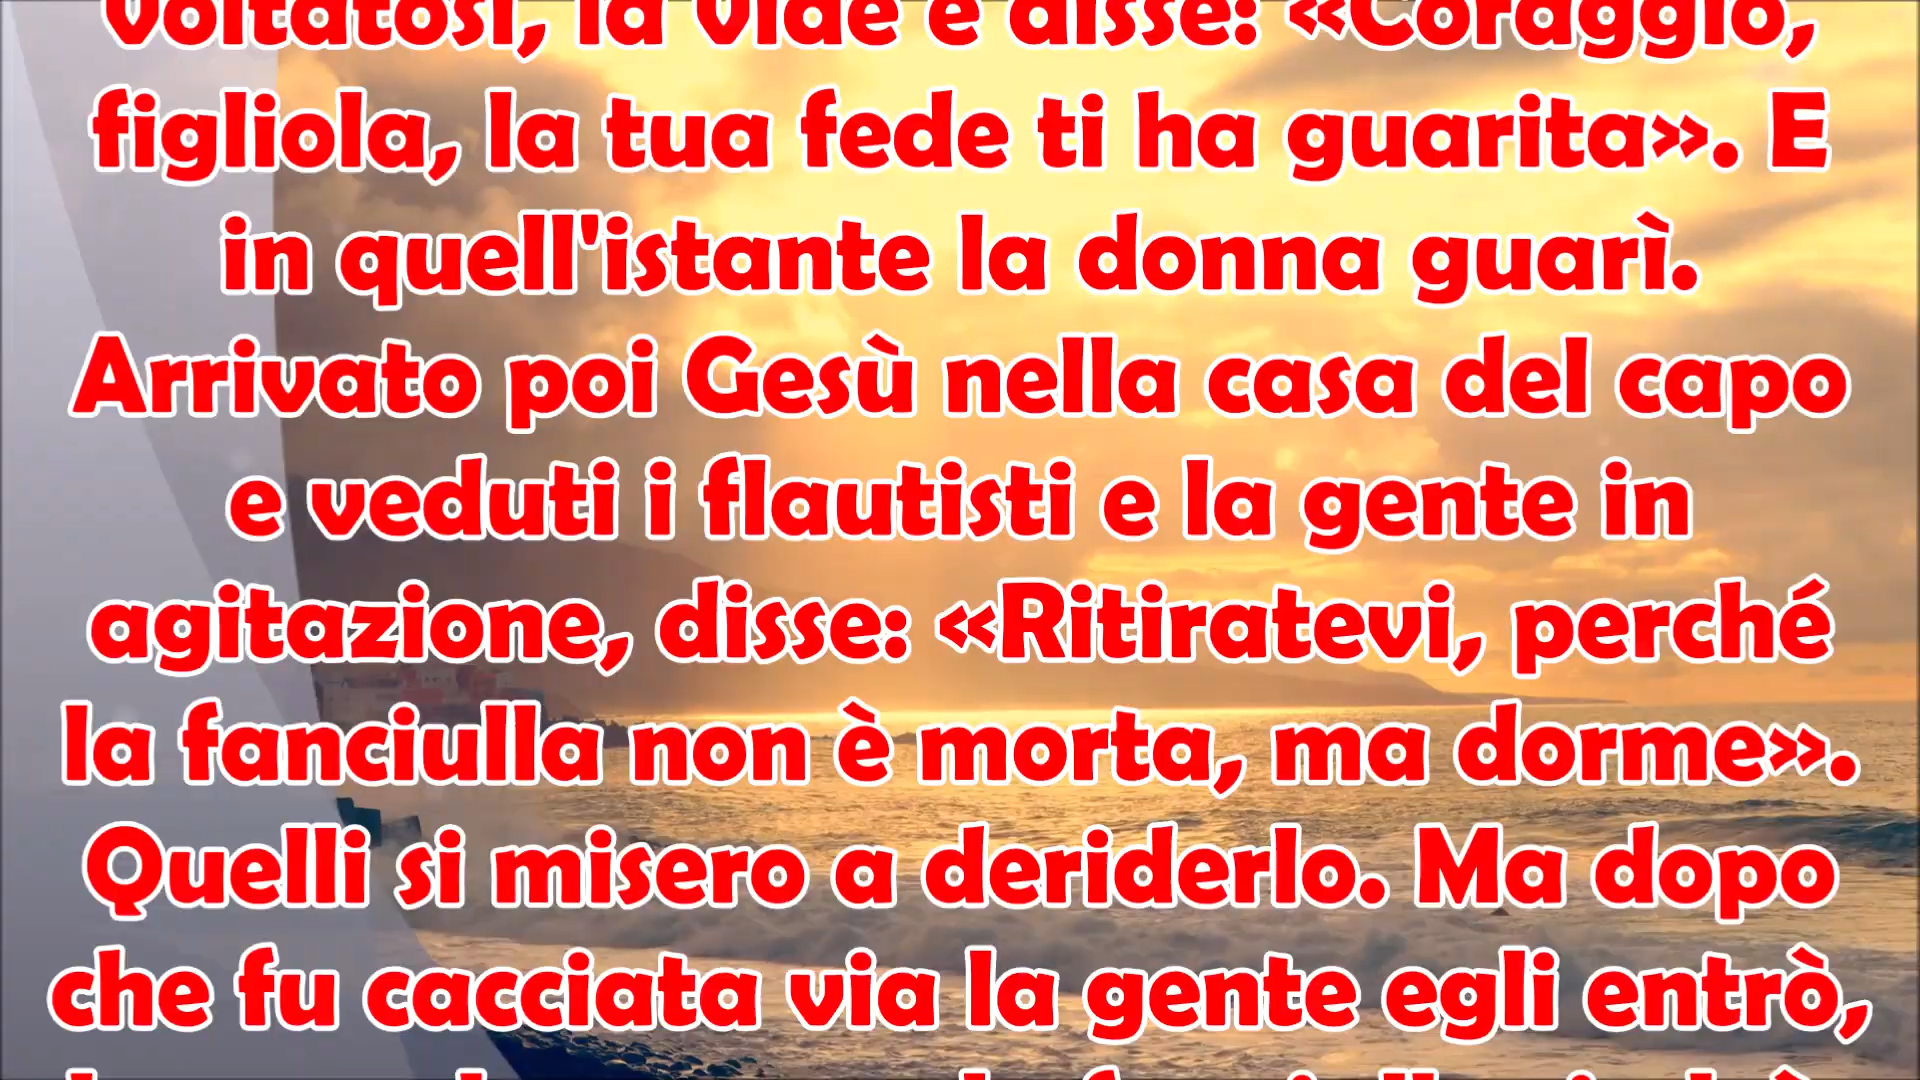 voltatosi, la vide e disse: «Coraggio,
figliola, la tua fede ti ha guarita». E
in quell'istante la donna guarì.
Arrivato poi Gesù nella casa del capo
e veduti i flautisti e la gente in
agitazione, disse: «Ritiratevi, perché
la fanciulla non è morta, ma dorme».
Quelli si misero a deriderlo. Ma dopo
che fu cacciata via la gente egli entrò,